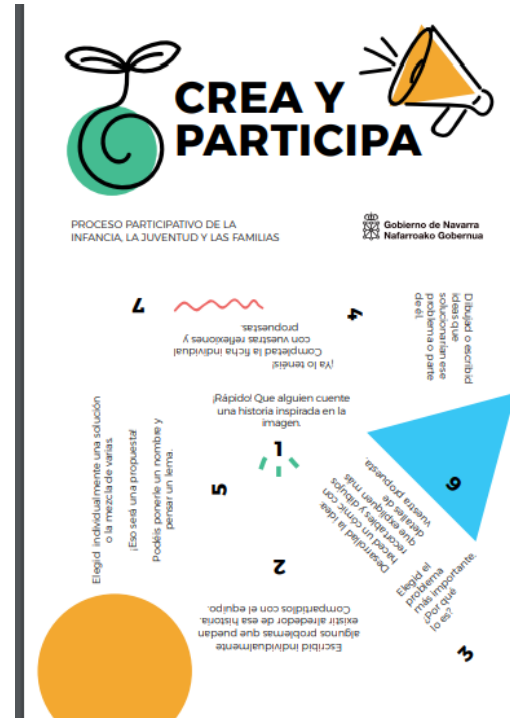 CREA Y
PARTICIPA
PROCESO PARTICIPATIVO DE LA
INFANCIA, LA JUVENTUD Y LAS FAMILIAS
Gobierno de Navarra
Nafarroako Gobernua
¡Rápido! Que alguien cuente
una historia inspirada en la
imagen.
1
2
Escribid individualmente
algunos problemas que puedan
existir alrededor de esa historia.
Compartidlos con el equipo.
3
Elegid el
problema
más importante.
¿Por qué
lo es?
4
Dibujad o escribid
ideas que
solucionarían ese
problema o parte
de él.
5
Elegid individualmente una solución
o la mezcla de varias.
¡Eso será una propuesta!
Podéis ponerle un nombre y
pensar un lema.
6
Desarrollad la idea:
haced un cómic con
recortables y dibujos
que expliquen más
detalles de
vuestra propuesta.
7
¡Ya lo tenéis!
Completad la ficha individual
con vuestras reflexiones y
propuestas.